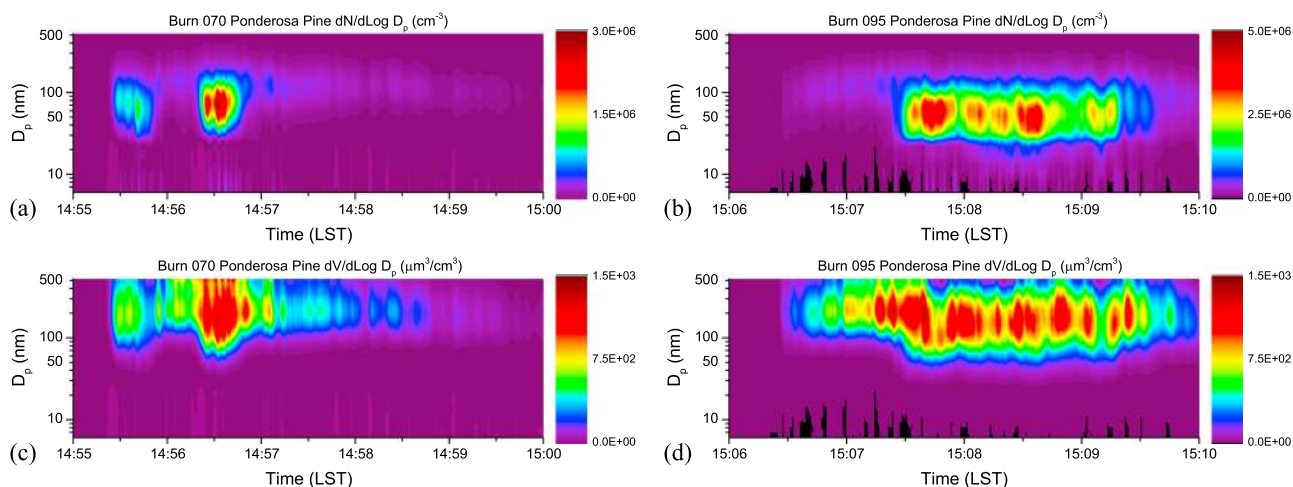 Burn 070 Ponderosa Pine dN/dLog Dp (cm-3)
500
100
50
10
Dp (nm)
14:55 14:56 14:57 14:58 14:59 15:00
Time (LST)
3.0E+06
1.5E+06
0.0E+00
(a)
Burn 095 Ponderosa Pine dN/dLog Dp (cm-3)
500
100
50
10
Dp (nm)
15:06 15:07 15:08 15:09 15:10
Time (LST)
5.0E+06
2.5E+06
0.0E+00
(b)
Burn 070 Ponderosa Pine dV/dLog Dp (μm3/cm3)
500
100
50
10
Dp (nm)
14:55 14:56 14:57 14:58 14:59 15:00
Time (LST)
1.5E+03
7.5E+02
0.0E+00
(c)
Burn 095 Ponderosa Pine dV/dLog Dp (μm3/cm3)
500
100
50
10
Dp (nm)
15:06 15:07 15:08 15:09 15:10
Time (LST)
1.5E+03
7.5E+02
0.0E+00
(d)